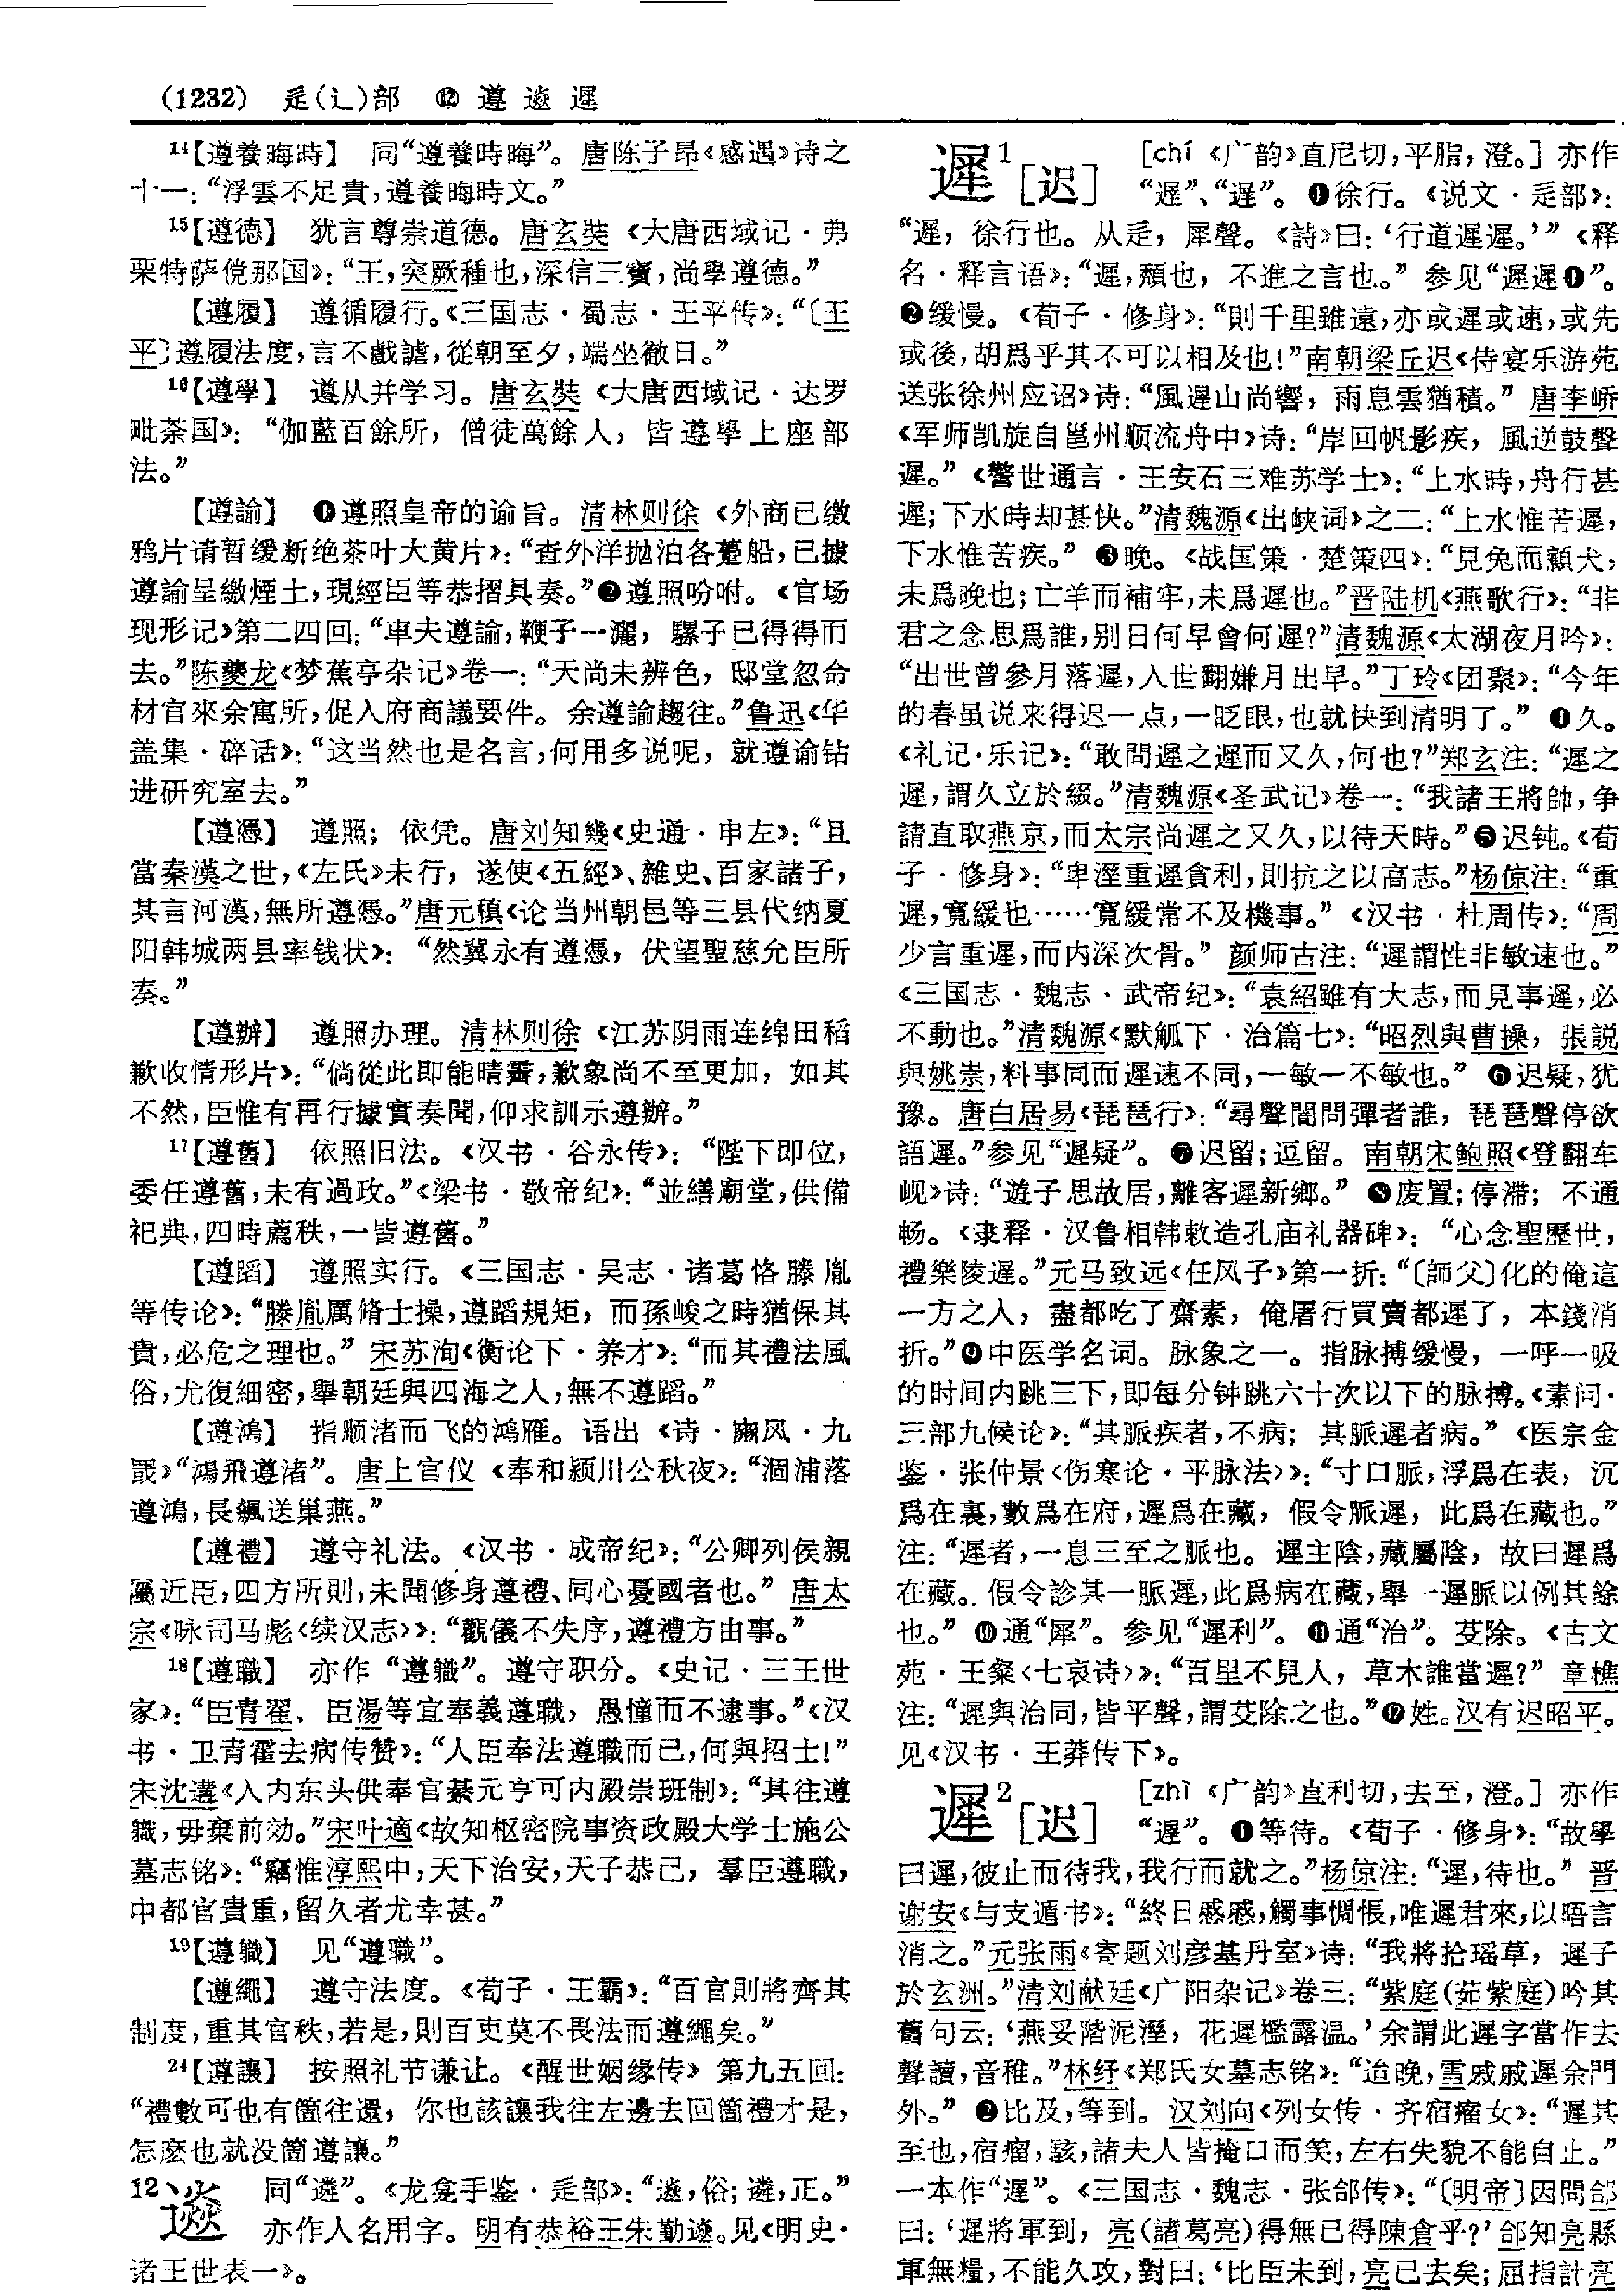 (1232) 辵(辶)部 ⑫ 遵 遬 遲
14【遵養晦時】 同“遵養時晦”。唐陈子昂《感遇》诗之
十一：“浮雲不足貴，遵養晦時文。”
15【遵德】 犹言尊崇道德。唐玄奘《大唐西域记·弗
栗特萨傥那国》：“王，突厥種也，深信三寶，尚學遵德。”
【遵履】 遵循履行。《三国志·蜀志·王平传》：“〔王
平〕遵履法度，言不戲謔，從朝至夕，端坐徹日。”
16【遵學】 遵从并学习。唐玄奘《大唐西域记·达罗
毗荼国》：“伽藍百餘所，僧徒萬餘人，皆遵學上座部
法。”
【遵諭】 ❶遵照皇帝的谕旨。清林则徐《外商已缴
鸦片请暂缓断绝茶叶大黄片》：“查外洋抛泊各躉船，已據
遵諭呈繳煙土，現經臣等恭摺具奏。”❷遵照吩咐。《官场
现形记》第二四回：“車夫遵諭，鞭子一灑，騾子已得得而
去。”陈夔龙《梦蕉亭杂记》卷一：“天尚未辨色，邸堂忽命
材官來余寓所，促入府商議要件。余遵諭趨往。”鲁迅《华
盖集·碎话》：“这当然也是名言，何用多说呢，就遵谕钻
进研究室去。”
【遵憑】 遵照；依凭。唐刘知幾《史通·申左》：“且
當秦漢之世，《左氏》未行，遂使《五經》、雜史、百家諸子，
其言河漢，無所遵憑。”唐元稹《论当州朝邑等三县代纳夏
阳韩城两县率钱状》：“然冀永有遵憑，伏望聖慈允臣所
奏。”
【遵辦】 遵照办理。清林则徐《江苏阴雨连绵田稻
歉收情形片》：“倘從此即能晴霽，歉象尚不至更加，如其
不然，臣惟有再行據實奏聞，仰求訓示遵辦。”
17【遵舊】 依照旧法。《汉书·谷永传》：“陛下即位，
委任遵舊，未有過政。”《梁书·敬帝纪》：“並繕廟堂，供備
祀典，四時薦秩，一皆遵舊。”
【遵蹈】 遵照实行。《三国志·吴志·诸葛恪滕胤
等传论》：“滕胤厲脩士操，遵蹈規矩，而孫峻之時猶保其
貴，必危之理也。”宋苏洵《衡论下·养才》：“而其禮法風
俗，尤復細密，舉朝廷與四海之人，無不遵蹈。”
【遵鴻】 指顺渚而飞的鸿雁。语出《诗·豳风·九
罭》“鴻飛遵渚”。唐上官仪《奉和颍川公秋夜》：“涸浦落
遵鴻，長飆送巢燕。”
【遵禮】 遵守礼法。《汉书·成帝纪》：“公卿列侯親
屬近臣，四方所則，未聞修身遵禮、同心憂國者也。”唐太
宗《咏司马彪〈续汉志〉》：“觀儀不失序，遵禮方由事。”
18【遵職】 亦作“遵軄”。遵守职分。《史记·三王世
家》：“臣青翟、臣湯等宜奉義遵職，愚憧而不逮事。”《汉
书·卫青霍去病传赞》：“人臣奉法遵職而已，何與招士！”
宋沈遘《入内东头供奉官綦元亨可内殿崇班制》：“其往遵
軄，毋棄前効。”宋叶適《故知枢密院事资政殿大学士施公
墓志铭》：“竊惟淳熙中，天下治安，天子恭己，羣臣遵職，
中都官貴重，留久者尤幸甚。”
19【遵軄】 见“遵職”。
【遵繩】 遵守法度。《荀子·王霸》：“百官則將齊其
制度，重其官秩，若是，則百吏莫不畏法而遵繩矣。”
24【遵讓】 按照礼节谦让。《醒世姻缘传》第九五回：
“禮數可也有箇往還，你也該讓我往左邊去回箇禮才是，
怎麽也就没箇遵讓。”
12 同“遴”。《龙龛手鉴·辵部》：“，俗；遴，正。”
亦作人名用字。明有恭裕王朱勤。见《明史·
诸王世表一》。
遲1［迟］ ［chí 《广韵》直尼切，平脂，澄。］亦作
“遟”、“遅”。❶徐行。《说文·辵部》：
“遲，徐行也。从辵，犀聲。《詩》曰：‘行道遲遲。’”《释
名·释言语》：“遲，頹也，不進之言也。”参见“遲遲❶”。
❷缓慢。《荀子·修身》：“則千里雖遠，亦或遲或速，或先
或後，胡爲乎其不可以相及也！”南朝梁丘迟《侍宴乐游苑
送张徐州应诏》诗：“風遲山尚響，雨息雲猶積。”唐李峤
《军师凯旋自邕州顺流舟中》诗：“岸回帆影疾，風逆鼓聲
遲。”《警世通言·王安石三难苏学士》：“上水時，舟行甚
遲；下水時却甚快。”清魏源《出峡词》之二：“上水惟苦遲，
下水惟苦疾。”❸晚。《战国策·楚策四》：“見兔而顧犬，
未爲晚也；亡羊而補牢，未爲遲也。”晋陆机《燕歌行》：“非
君之念思爲誰，别日何早會何遲？”清魏源《太湖夜月吟》：
“出世曾參月落遲，入世翻嫌月出早。”丁玲《团聚》：“今年
的春虽说来得迟一点，一眨眼，也就快到清明了。”❹久。
《礼记·乐记》：“敢問遲之遲而又久，何也？”郑玄注：“遲之
遲，謂久立於綴。”清魏源《圣武记》卷一：“我諸王將帥，争
請直取燕京，而太宗尚遲之又久，以待天時。”❺迟钝。《荀
子·修身》：“卑溼重遲貪利，則抗之以高志。”杨倞注：“重
遲，寬緩也……寬緩常不及機事。”《汉书·杜周传》：“周
少言重遲，而内深次骨。”颜师古注：“遲謂性非敏速也。”
《三国志·魏志·武帝纪》：“袁紹雖有大志，而見事遲，必
不動也。”清魏源《默觚下·治篇七》：“昭烈與曹操，張説
與姚崇，料事同而遲速不同，一敏一不敏也。”❻迟疑，犹
豫。唐白居易《琵琶行》：“尋聲闇問彈者誰，琵琶聲停欲
語遲。”参见“遲疑”。❼迟留；逗留。南朝宋鲍照《登翻车
岘》诗：“遊子思故居，離客遲新鄉。”❽废置；停滞；不通
畅。《隶释·汉鲁相韩敕造孔庙礼器碑》：“心念聖歷世，
禮樂陵遲。”元马致远《任风子》第一折：“〔師父〕化的俺這
一方之人，盡都吃了齋素，俺屠行買賣都遲了，本錢消
折。”❾中医学名词。脉象之一。指脉搏缓慢，一呼一吸
的时间内跳三下，即每分钟跳六十次以下的脉搏。《素问·
三部九候论》：“其脈疾者，不病；其脈遲者病。”《医宗金
鉴·张仲景〈伤寒论·平脉法〉》：“寸口脈，浮爲在表，沉
爲在裏，數爲在府，遲爲在藏，假令脈遲，此爲在藏也。”
注：“遲者，一息三至之脈也。遲主陰，藏屬陰，故曰遲爲
在藏。假令診其一脈遲，此爲病在藏，舉一遲脈以例其餘
也。”❿通“犀”。参见“遲利”。⓫通“治”。芟除。《古文
苑·王粲〈七哀诗〉》：“百里不見人，草木誰當遲？”章樵
注：“遲與治同，皆平聲，謂芟除之也。”⓬姓。汉有迟昭平。
见《汉书·王莽传下》。
遲2［迟］ ［zhì 《广韵》直利切，去至，澄。］亦作
“遟”。❶等待。《荀子·修身》：“故學
曰遲，彼止而待我，我行而就之。”杨倞注：“遲，待也。”晋
谢安《与支遁书》：“終日慼慼，觸事惆悵，唯遲君來，以晤言
消之。”元张雨《寄题刘彦基丹室》诗：“我將拾瑶草，遲子
於玄洲。”清刘献廷《广阳杂记》卷三：“紫庭(茹紫庭)吟其
舊句云：‘燕妥階泥溼，花遲檻露温。’余謂此遲字當作去
聲讀，音稚。”林纾《郑氏女墓志铭》：“迨晚，雪戚戚遲余門
外。”❷比及，等到。汉刘向《列女传·齐宿瘤女》：“遲其
至也，宿瘤，駭，諸夫人皆掩口而笑，左右失貌不能自止。”
一本作“遟”。《三国志·魏志·张郃传》：“〔明帝〕因問郃
曰：‘遲將軍到，亮(諸葛亮)得無已得陳倉乎？’郃知亮縣
軍無糧，不能久攻，對曰：‘比臣未到，亮已去矣；屈指計亮